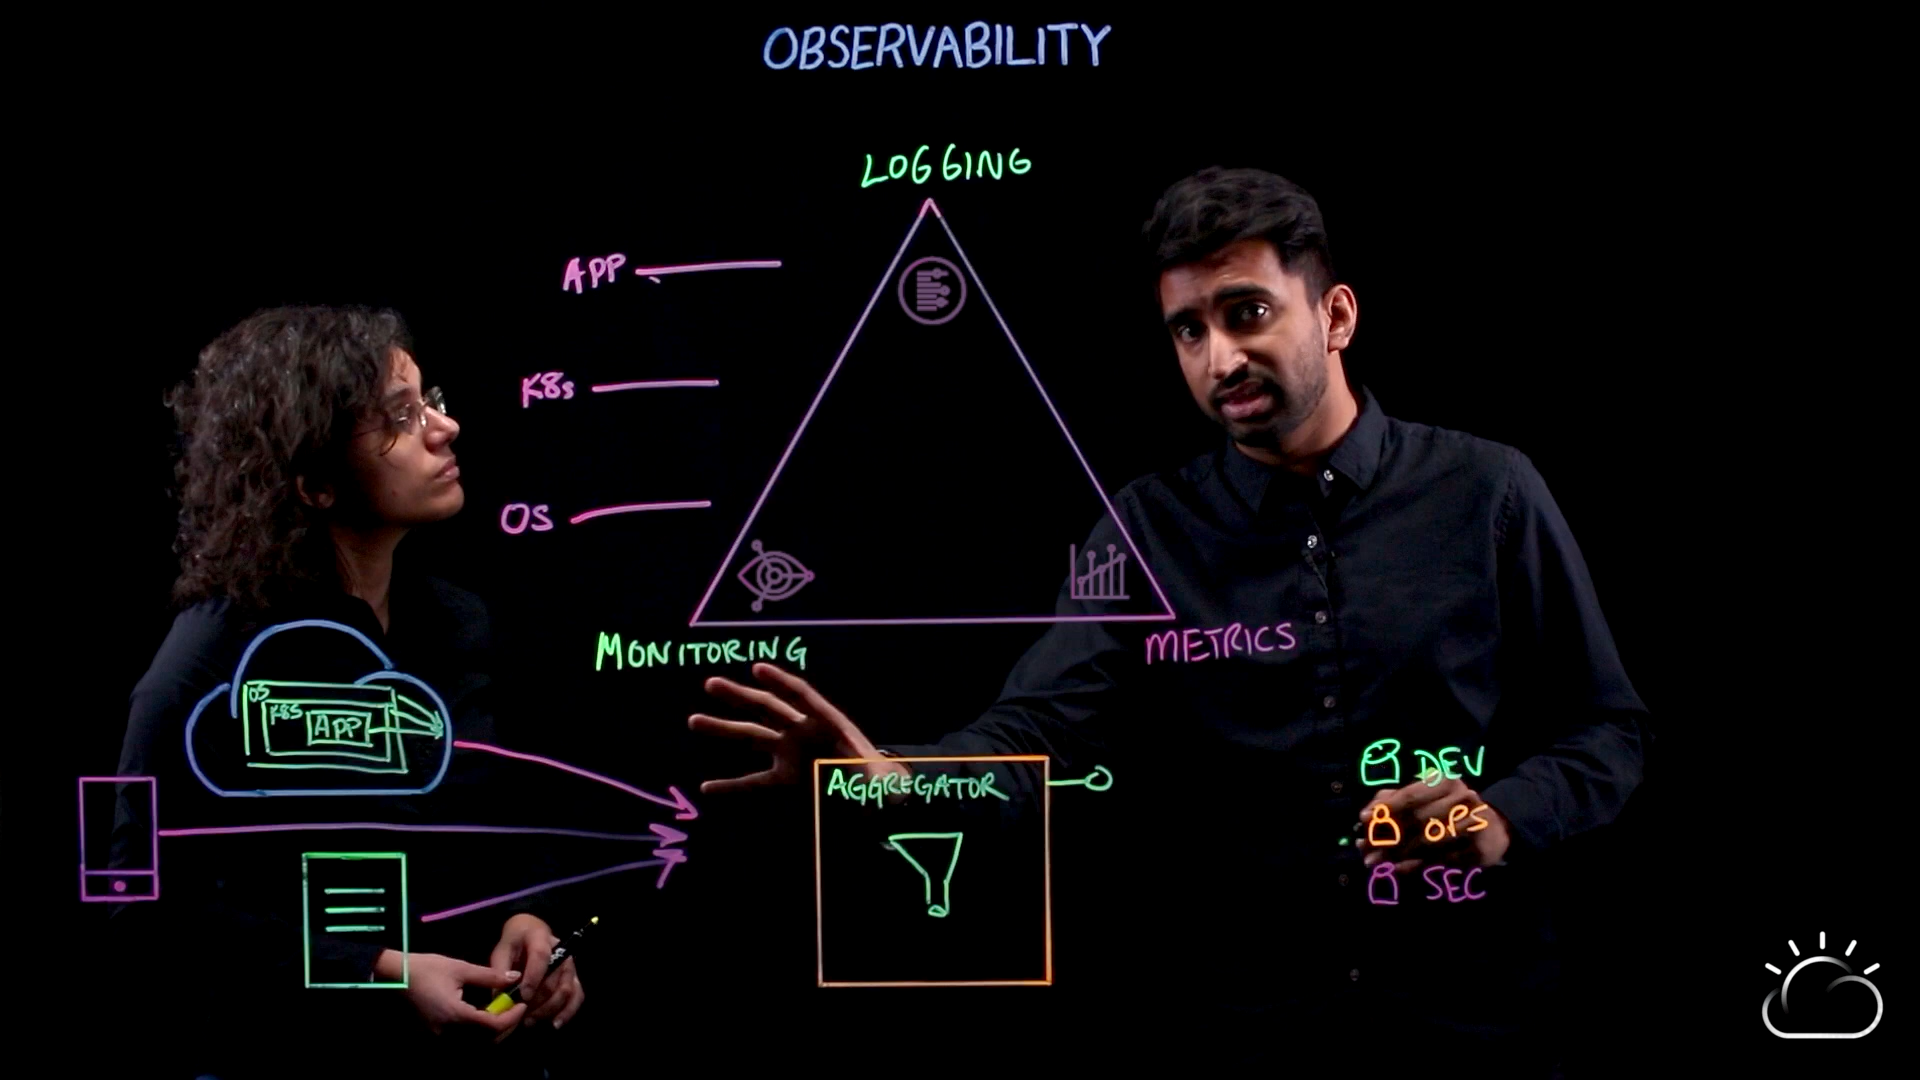 OBSERVABILITY
LOGGING
APP
K8s
OS
MONITORING
METRICS
OS
K8S
APP
AGGREGATOR
DEV
OPS
SEC